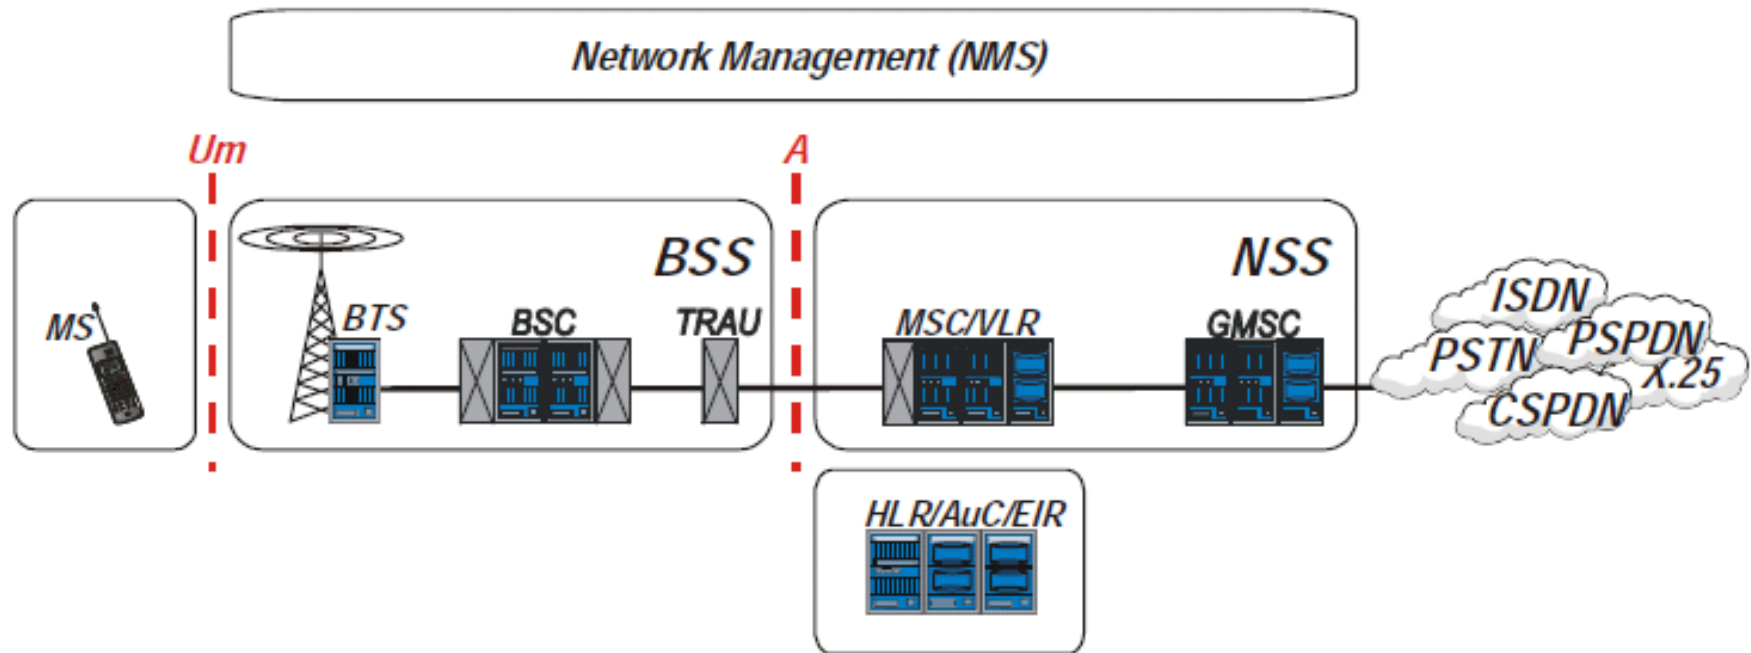 Network Management (NMS)
Um
A
BSS
NSS
MS
BTS
BSC
TRAU
MSC/VLR
GMSC
ISDN
PSPDN
PSTN
X.25
CSPDN
HLR/AuC/EIR